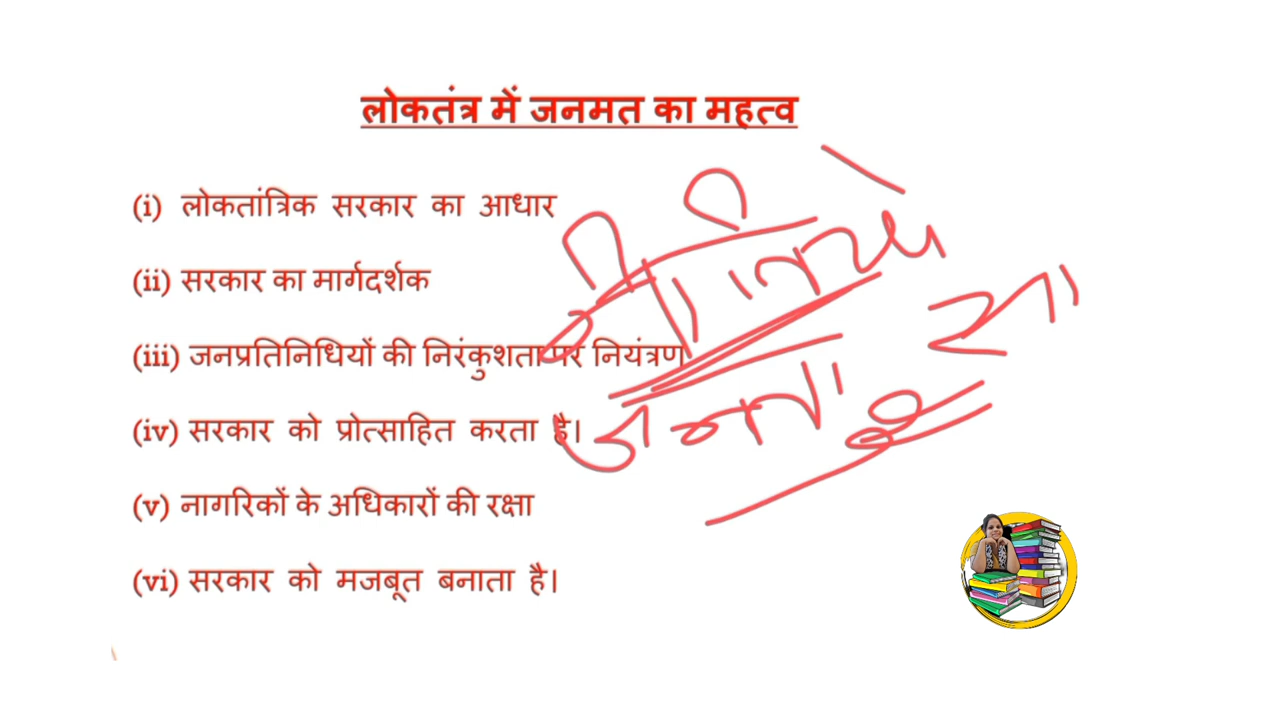 लोकतंत्र में जनमत का महत्व
(i) लोकतांत्रिक सरकार का आधार
(ii) सरकार का मार्गदर्शक
(iii) जनप्रतिनिधियों की निरंकुशता पर नियंत्रण
(iv) सरकार को प्रोत्साहित करता है।
(v) नागरिकों के अधिकारों की रक्षा
(vi) सरकार को मजबूत बनाता है।
नीतियों
जनता